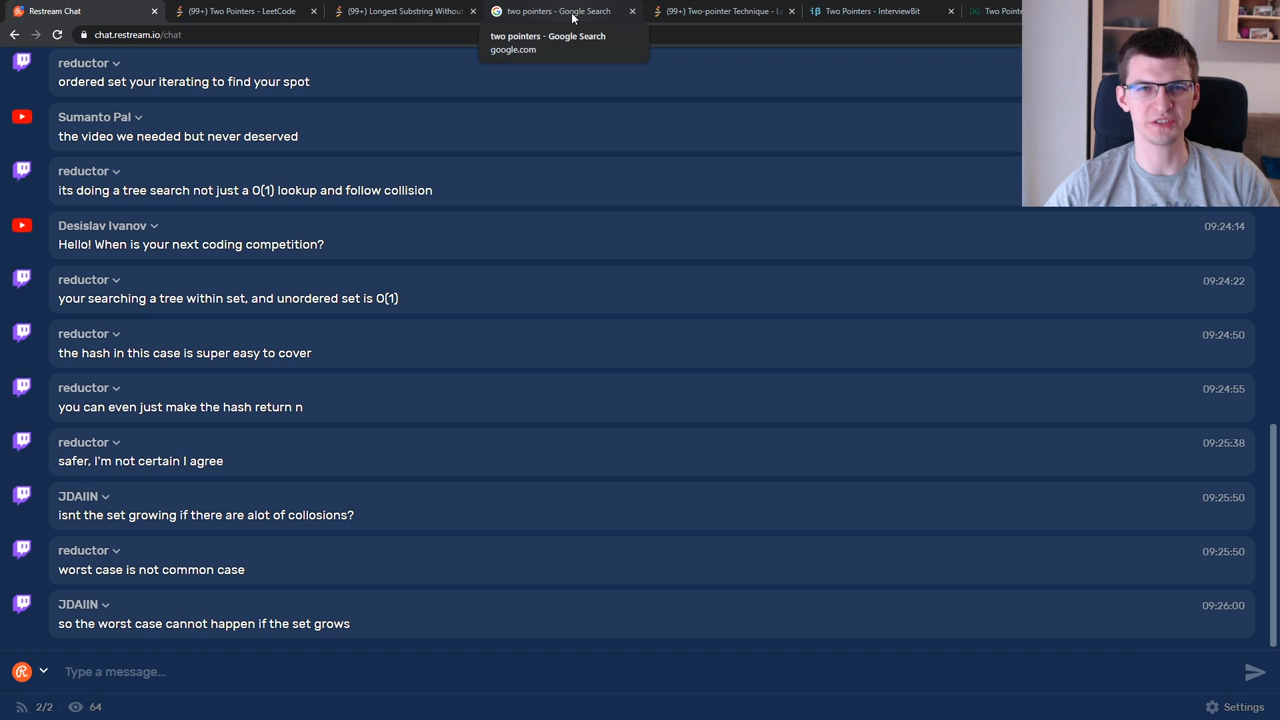 Restream Chat
(99+) Two Pointers - LeetCode
(99+) Longest Substring Withou
two pointers - Google Search
(99+) Two-pointer Technique - Le
Two Pointers - InterviewBit
Two Pointe
chat.restream.io/chat
two pointers - Google Search
google.com
reductor
ordered set your iterating to find your spot
Sumanto Pal
the video we needed but never deserved
reductor
its doing a tree search not just a O(1) lookup and follow collision
Desislav Ivanov
09:24:14
Hello! When is your next coding competition?
reductor
09:24:22
your searching a tree within set, and unordered set is O(1)
reductor
09:24:50
the hash in this case is super easy to cover
reductor
09:24:55
you can even just make the hash return n
reductor
09:25:38
safer, I'm not certain I agree
JDAIIN
09:25:50
isnt the set growing if there are alot of collosions?
reductor
09:25:50
worst case is not common case
JDAIIN
09:26:00
so the worst case cannot happen if the set grows
Type a message...
2/2
64
Settings